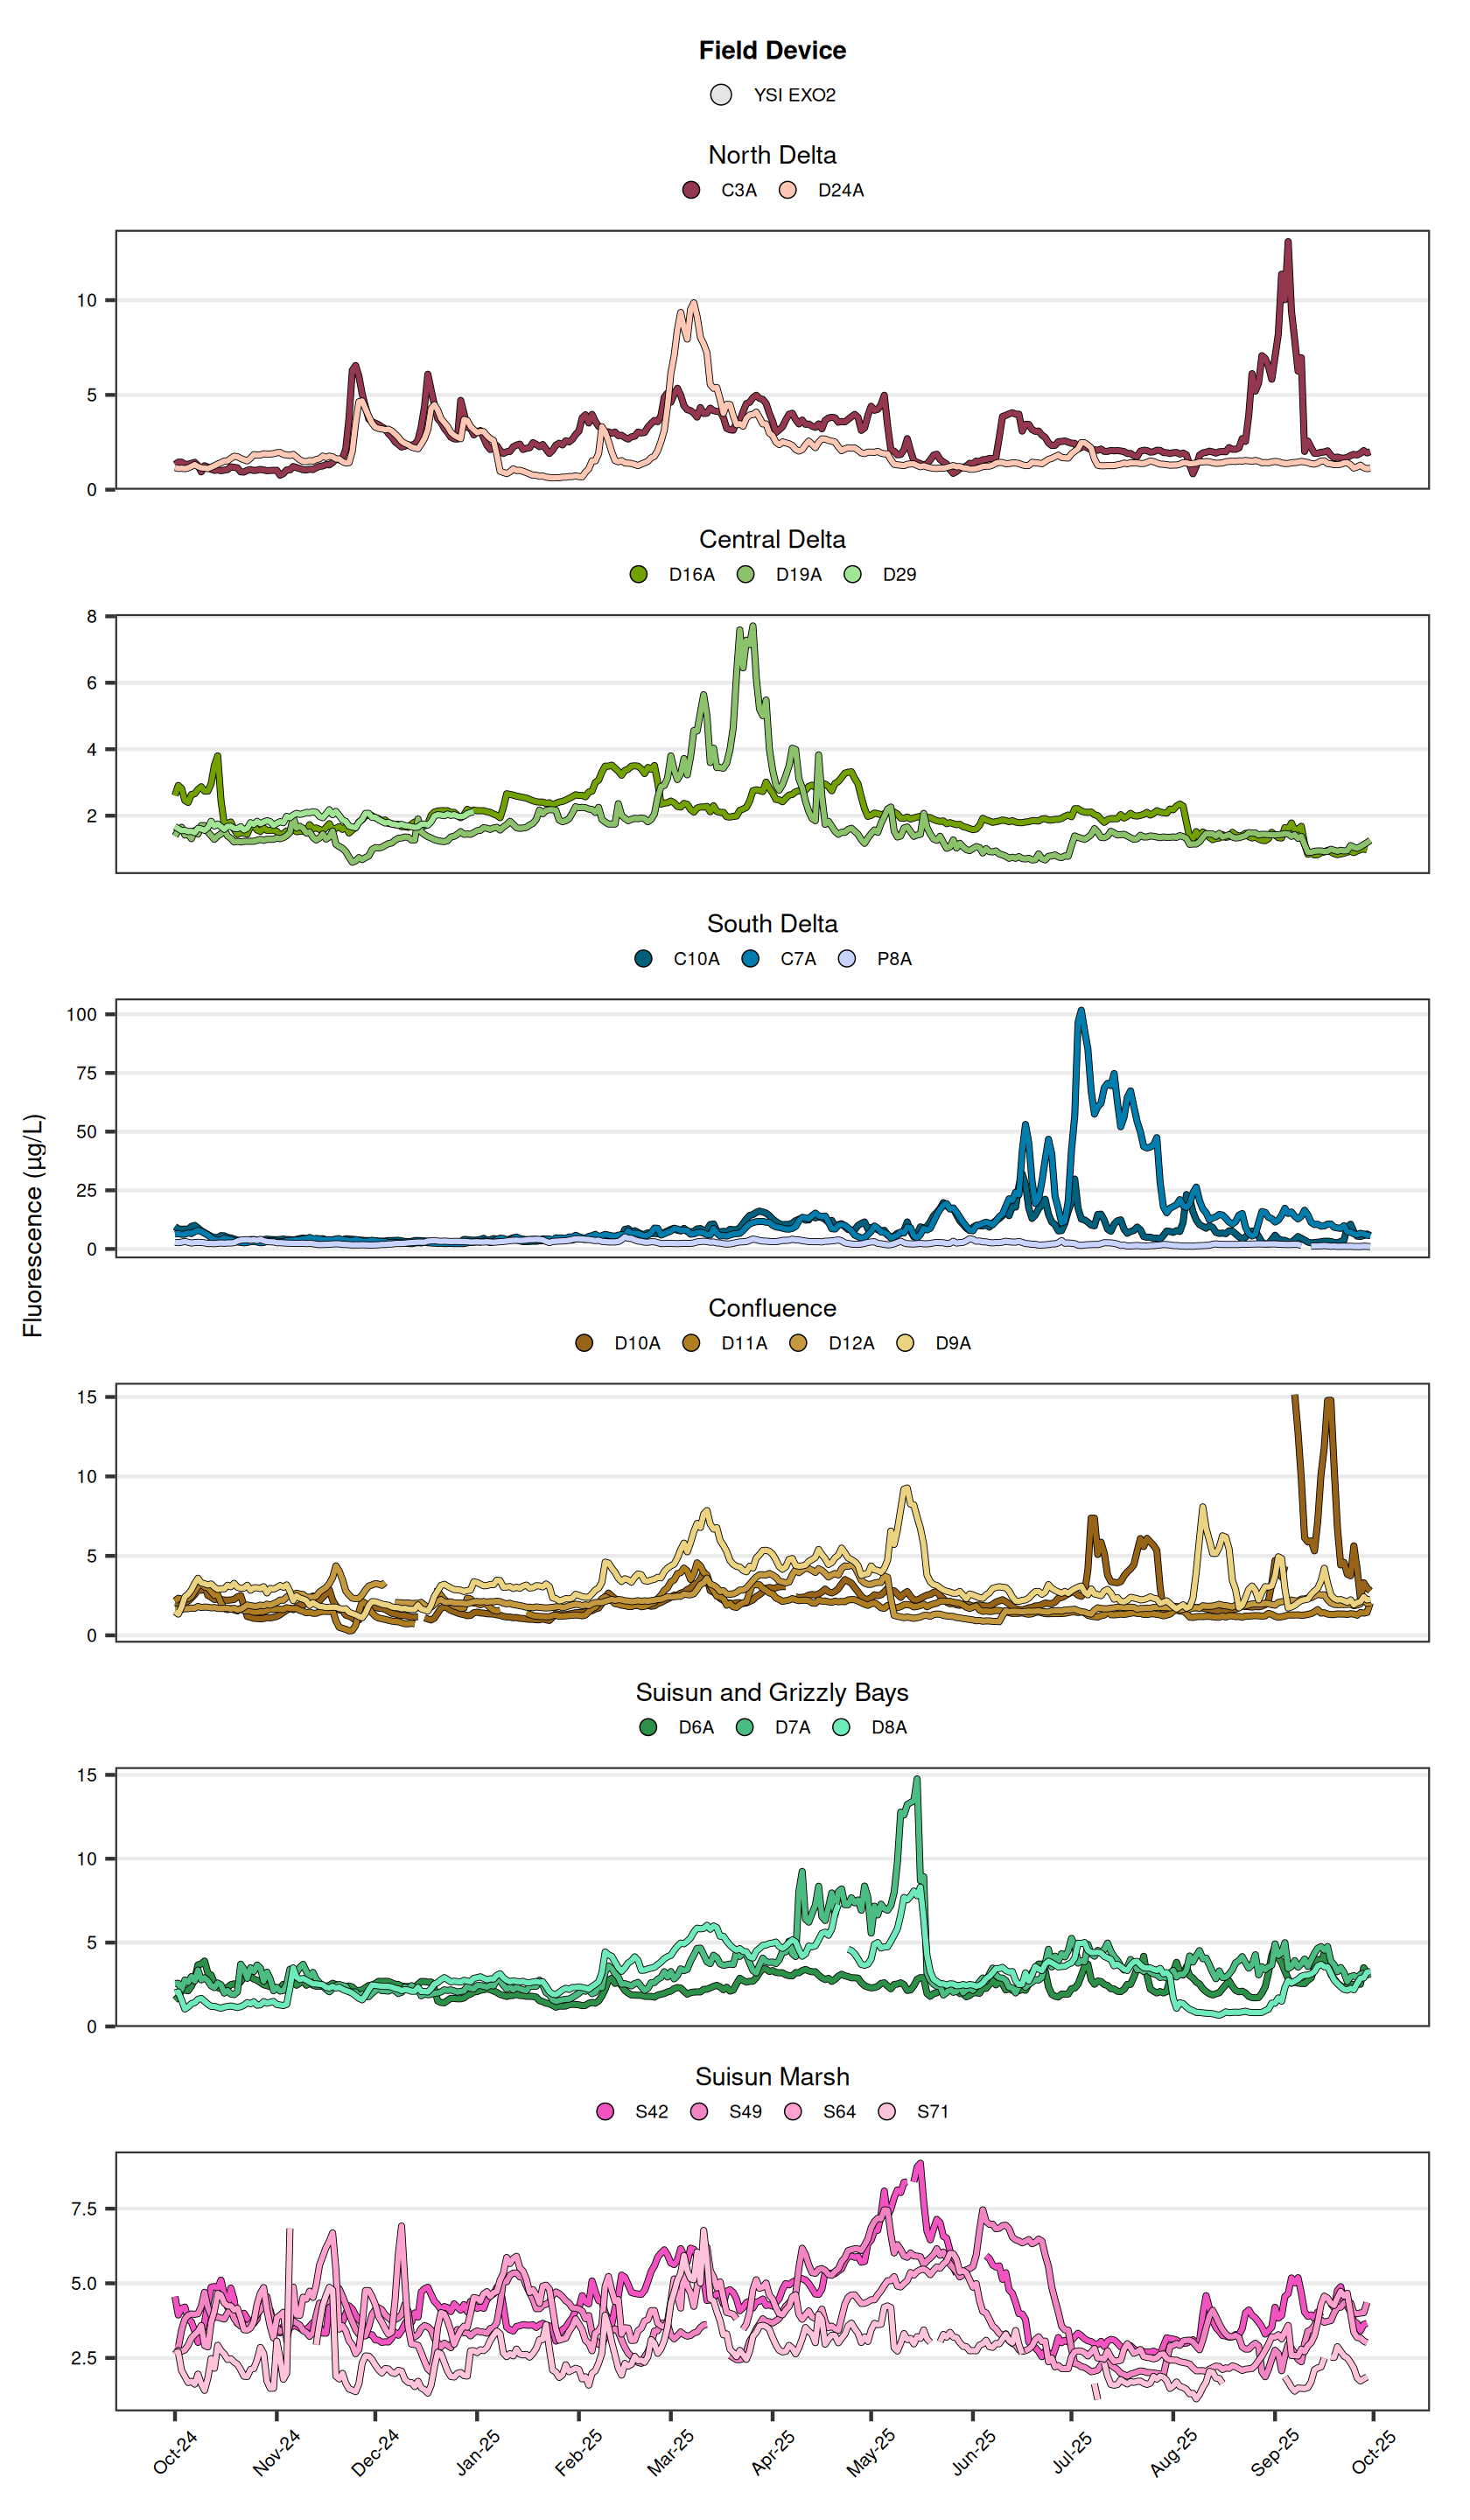 Field Device
YSI EXO2
North Delta
C3A D24A
10
5
0
Central Delta
D16A D19A D29
8
6
4
2
South Delta
C10A C7A P8A
100
75
50
25
0
Fluorescence (µg/L)
Confluence
D10A D11A D12A D9A
15
10
5
0
Suisun and Grizzly Bays
D6A D7A D8A
15
10
5
0
Suisun Marsh
S42 S49 S64 S71
7.5
5.0
2.5
Oct-24 Nov-24 Dec-24 Jan-25 Feb-25 Mar-25 Apr-25 May-25 Jun-25 Jul-25 Aug-25 Sep-25 Oct-25